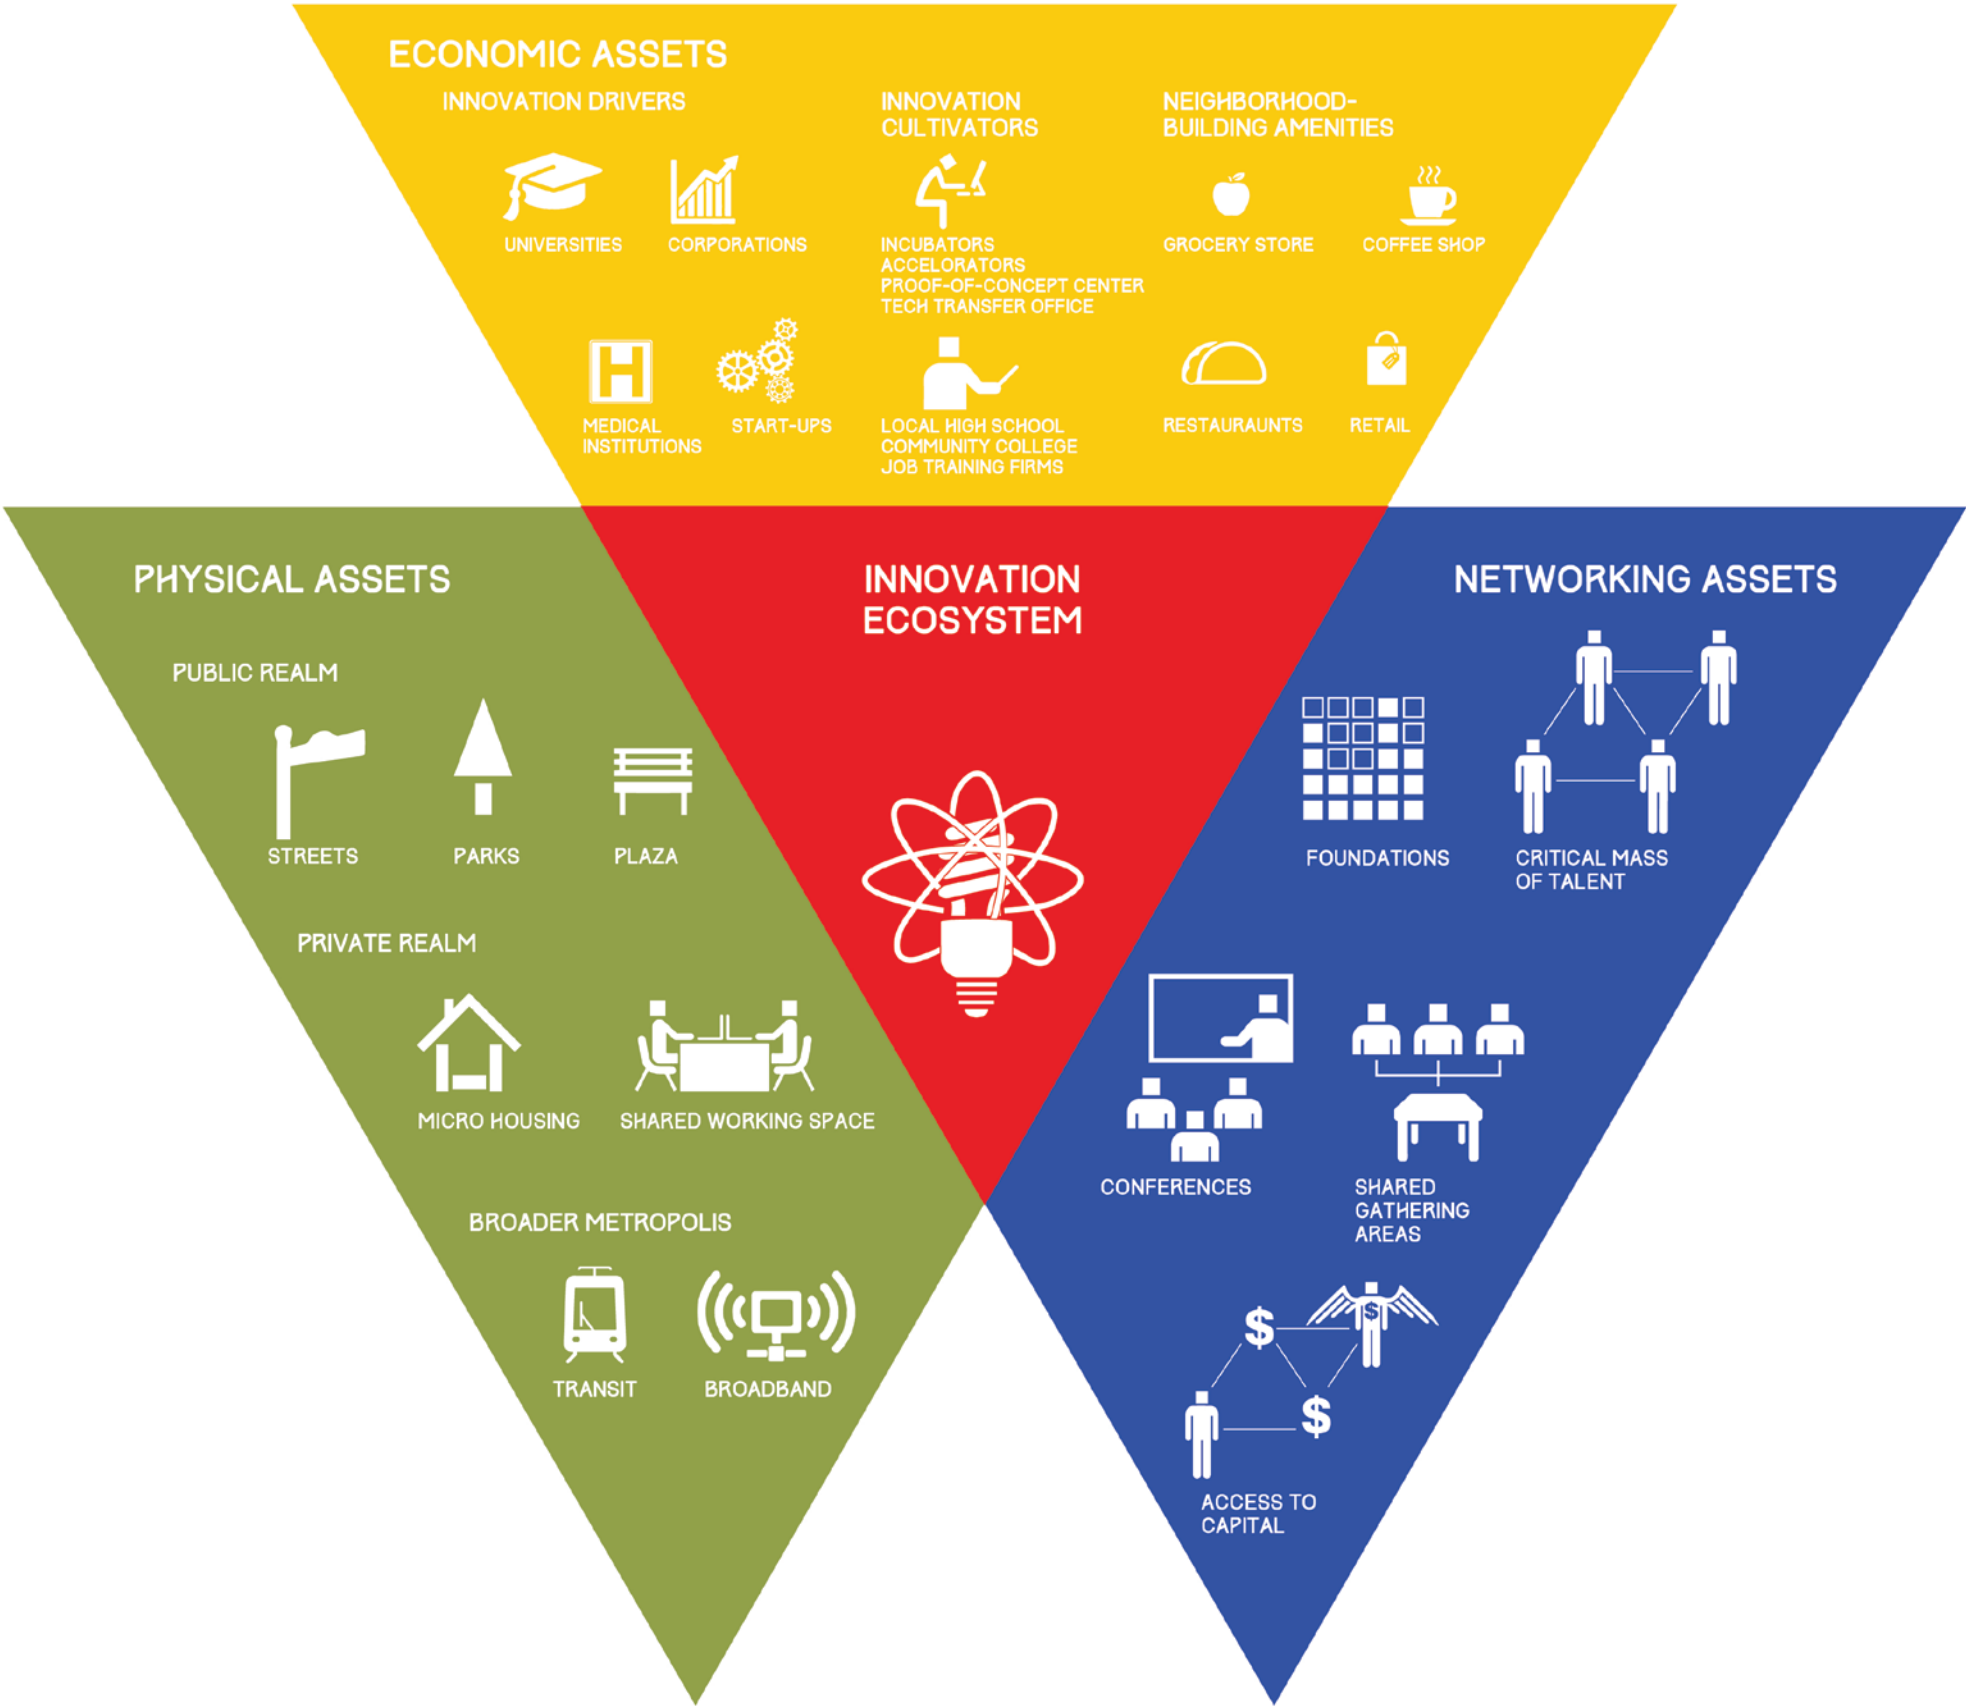 ECONOMIC ASSETS
INNOVATION DRIVERS
UNIVERSITIES
CORPORATIONS
MEDICAL
INSTITUTIONS
START-UPS
INNOVATION
CULTIVATORS
INCUBATORS
ACCELORATORS
PROOF-OF-CONCEPT CENTER
TECH TRANSFER OFFICE
LOCAL HIGH SCHOOL
COMMUNITY COLLEGE
JOB TRAINING FIRMS
NEIGHBORHOOD-
BUILDING AMENITIES
GROCERY STORE
COFFEE SHOP
RESTAURAUNTS
RETAIL
PHYSICAL ASSETS
PUBLIC REALM
STREETS
PARKS
PLAZA
PRIVATE REALM
MICRO HOUSING
SHARED WORKING SPACE
BROADER METROPOLIS
TRANSIT
BROADBAND
INNOVATION
ECOSYSTEM
NETWORKING ASSETS
FOUNDATIONS
CRITICAL MASS
OF TALENT
CONFERENCES
SHARED
GATHERING
AREAS
$
$
$
ACCESS TO
CAPITAL